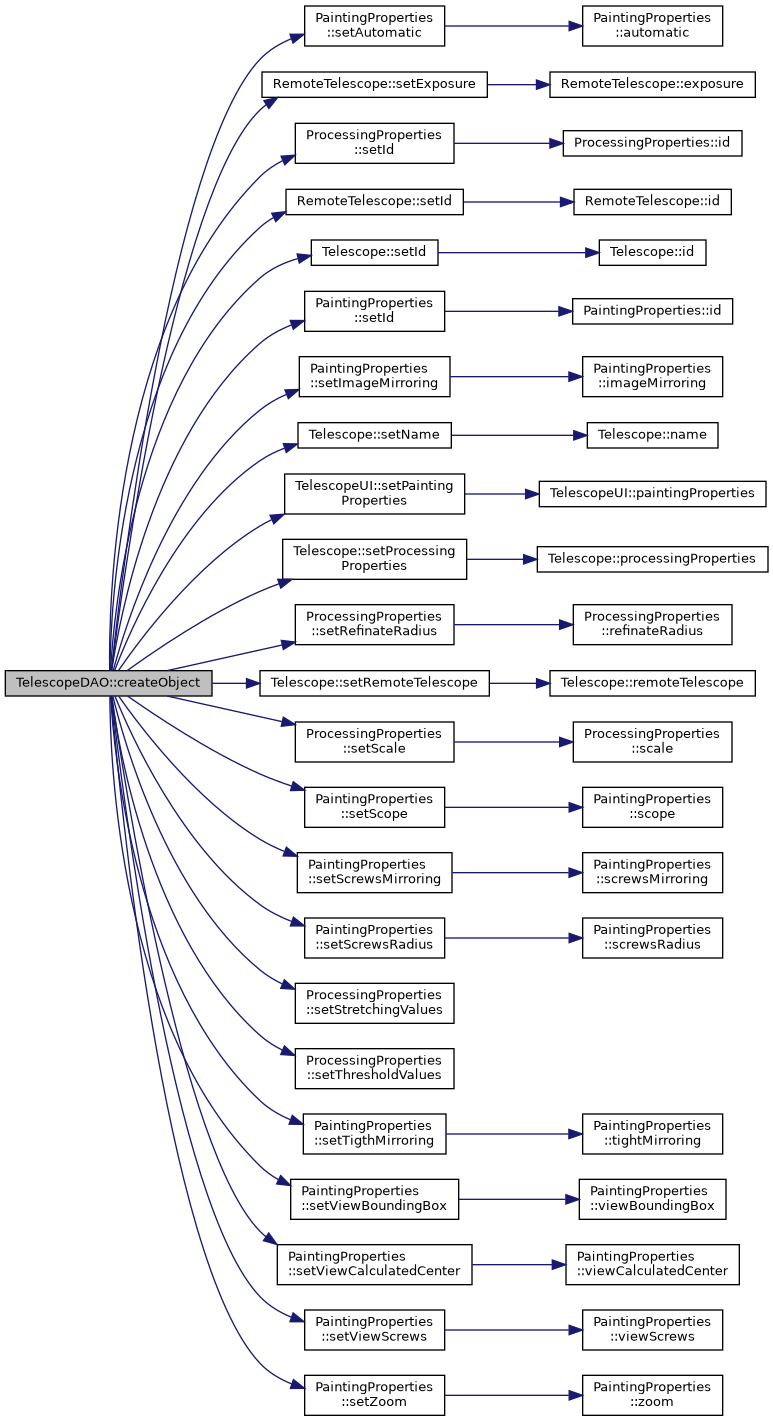 PaintingProperties
::setAutomatic
PaintingProperties
::automatic
RemoteTelescope::setExposure
RemoteTelescope::exposure
ProcessingProperties
::setId
ProcessingProperties::id
RemoteTelescope::setId
RemoteTelescope::id
Telescope::setId
Telescope::id
PaintingProperties
::setId
PaintingProperties::id
PaintingProperties
::setImageMirroring
PaintingProperties
::imageMirroring
Telescope::setName
Telescope::name
TelescopeUI::setPainting
Properties
TelescopeUI::paintingProperties
Telescope::setProcessing
Properties
Telescope::processingProperties
ProcessingProperties
::setRefinateRadius
ProcessingProperties
::refinateRadius
TelescopeDAO::createObject
Telescope::setRemoteTelescope
Telescope::remoteTelescope
ProcessingProperties
::setScale
ProcessingProperties
::scale
PaintingProperties
::setScope
PaintingProperties
::scope
PaintingProperties
::setScrewsMirroring
PaintingProperties
::screwsMirroring
PaintingProperties
::setScrewsRadius
PaintingProperties
::screwsRadius
ProcessingProperties
::setStretchingValues
ProcessingProperties
::setThresholdValues
PaintingProperties
::setTigthMirroring
PaintingProperties
::tightMirroring
PaintingProperties
::setViewBoundingBox
PaintingProperties
::viewBoundingBox
PaintingProperties
::setViewCalculatedCenter
PaintingProperties
::viewCalculatedCenter
PaintingProperties
::setViewScrews
PaintingProperties
::viewScrews
PaintingProperties
::setZoom
PaintingProperties
::zoom